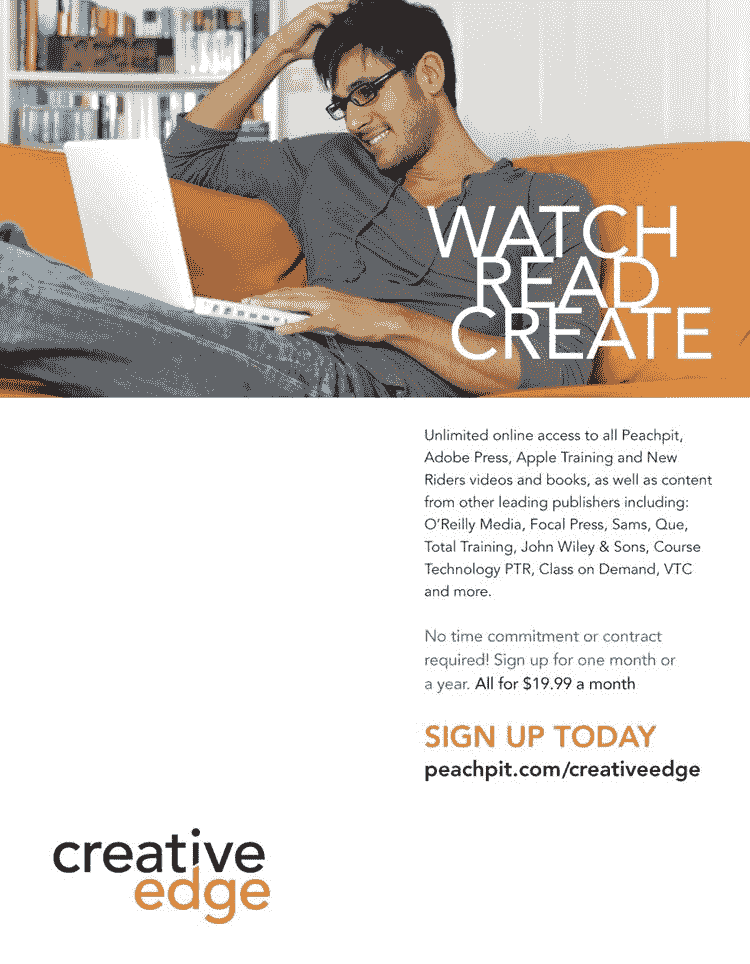 WATCH
READ
CREATE
Unlimited online access to all Peachpit,
Adobe Press, Apple Training and New
Riders videos and books, as well as content
from other leading publishers including:
O’Reilly Media, Focal Press, Sams, Que,
Total Training, John Wiley & Sons, Course
Technology PTR, Class on Demand, VTC
and more.
No time commitment or contract
required! Sign up for one month or
a year. All for $19.99 a month
SIGN UP TODAY
peachpit.com/creativeedge
creative
edge